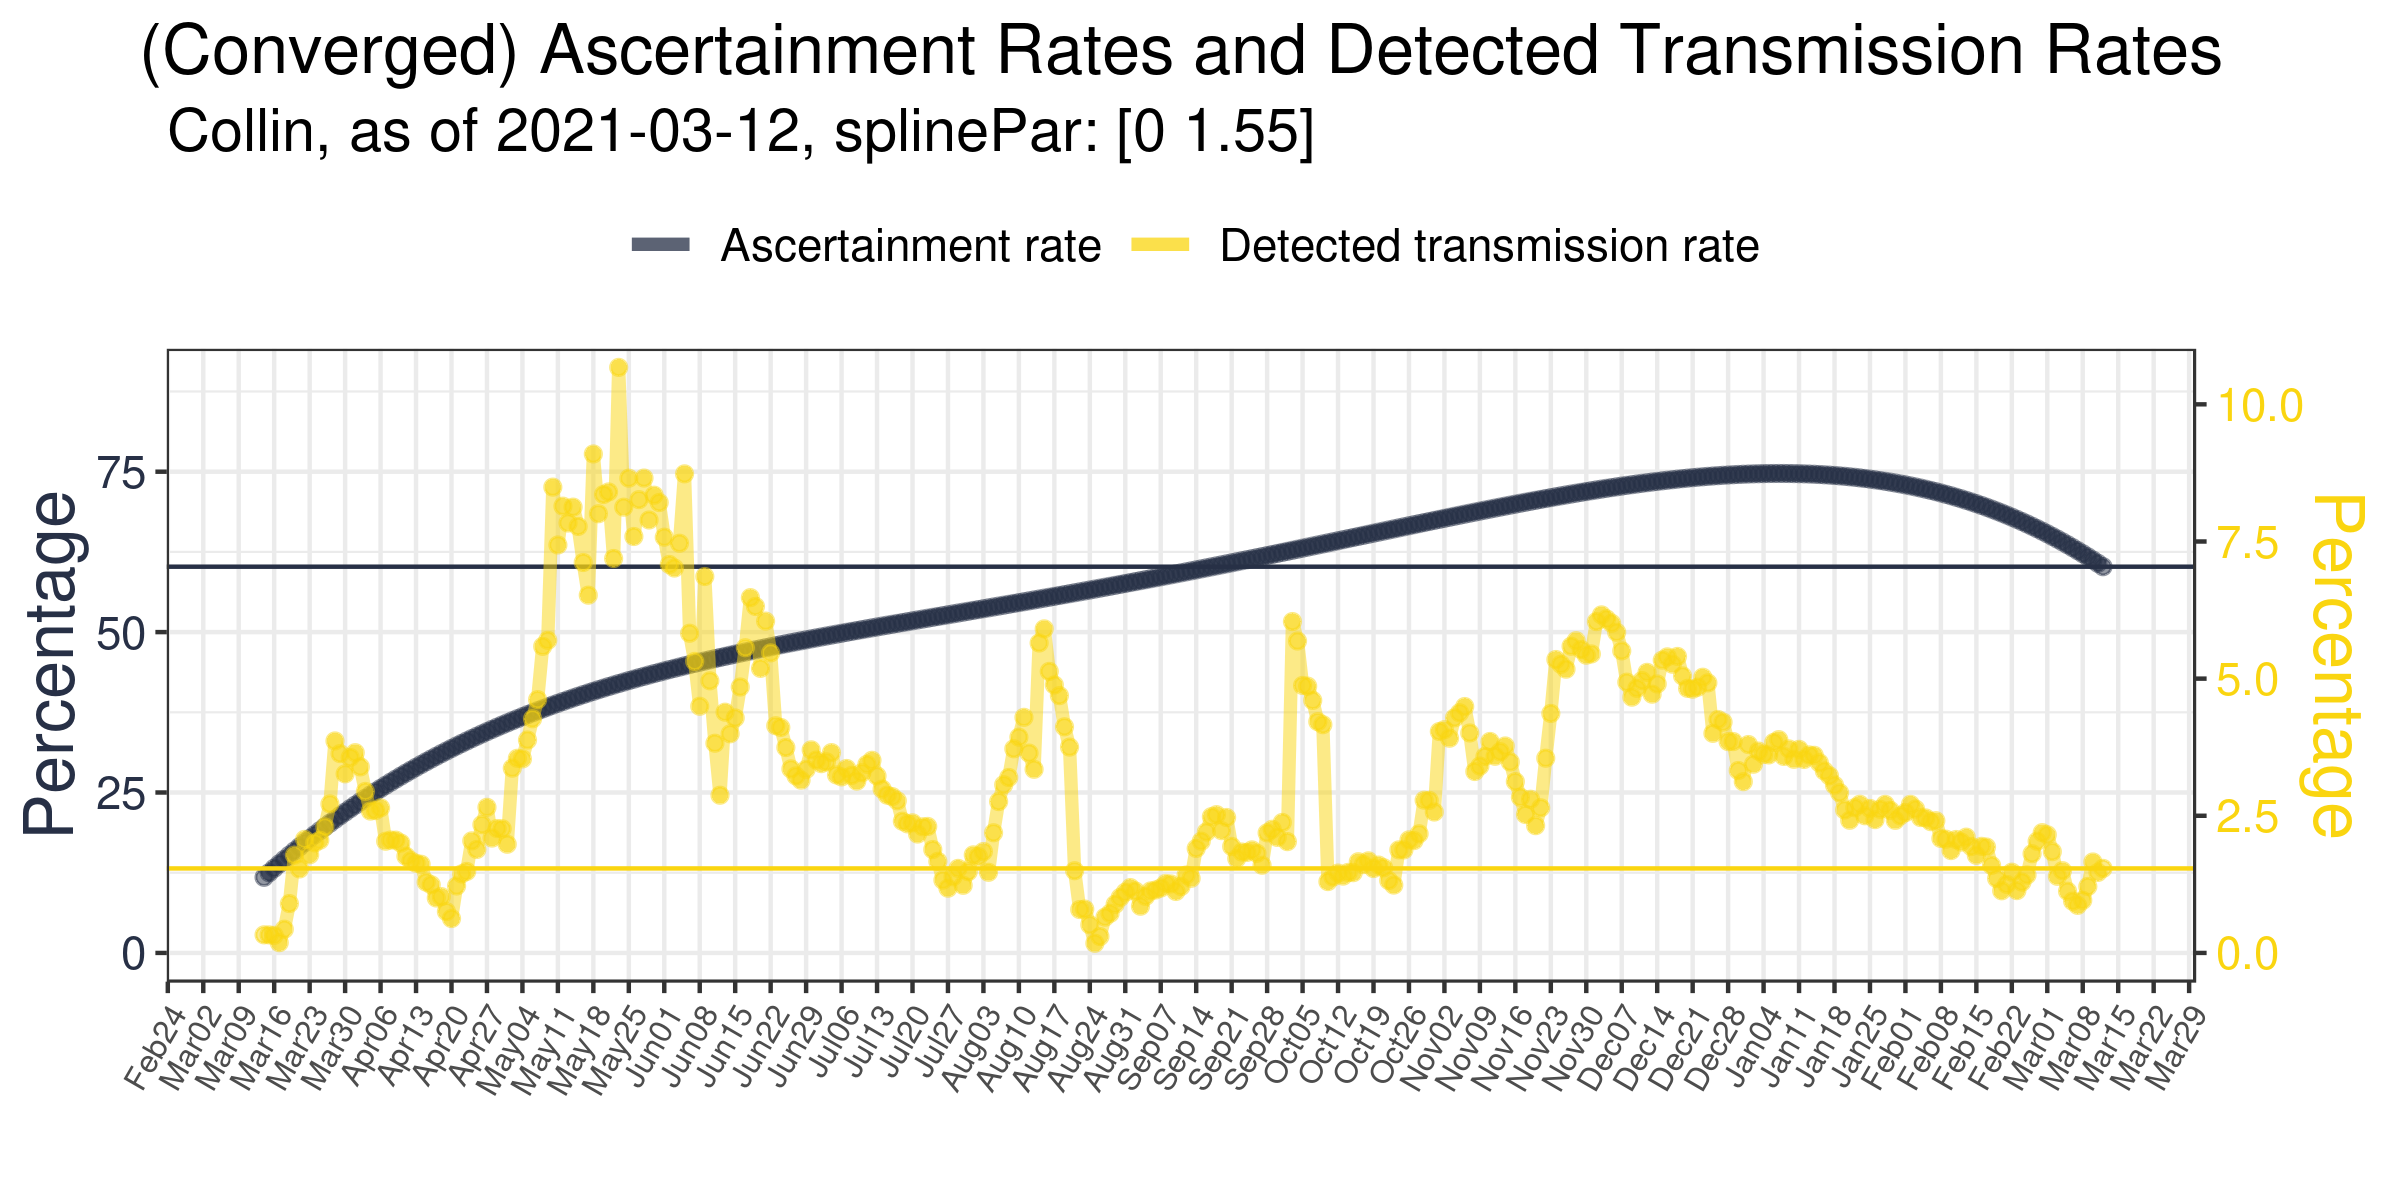 (Converged) Ascertainment Rates and Detected Transmission Rates
Collin, as of 2021-03-12, splinePar: [0 1.55]
Ascertainment rate Detected transmission rate
Percentage
75
50
25
0
10.0
7.5
5.0
2.5
0.0
Percentage
Feb24 Mar02 Mar09 Mar16 Mar23 Mar30 Apr06 Apr13 Apr20 Apr27 May04 May11 May18 May25 Jun01 Jun08 Jun15 Jun22 Jun29 Jul06 Jul13 Jul20 Jul27 Aug03 Aug10 Aug17 Aug24 Aug31 Sep07 Sep14 Sep21 Sep28 Oct05 Oct12 Oct19 Oct26 Nov02 Nov09 Nov16 Nov23 Nov30 Dec07 Dec14 Dec21 Dec28 Jan04 Jan11 Jan18 Jan25 Feb01 Feb08 Feb15 Feb22 Mar01 Mar08 Mar15 Mar22 Mar29